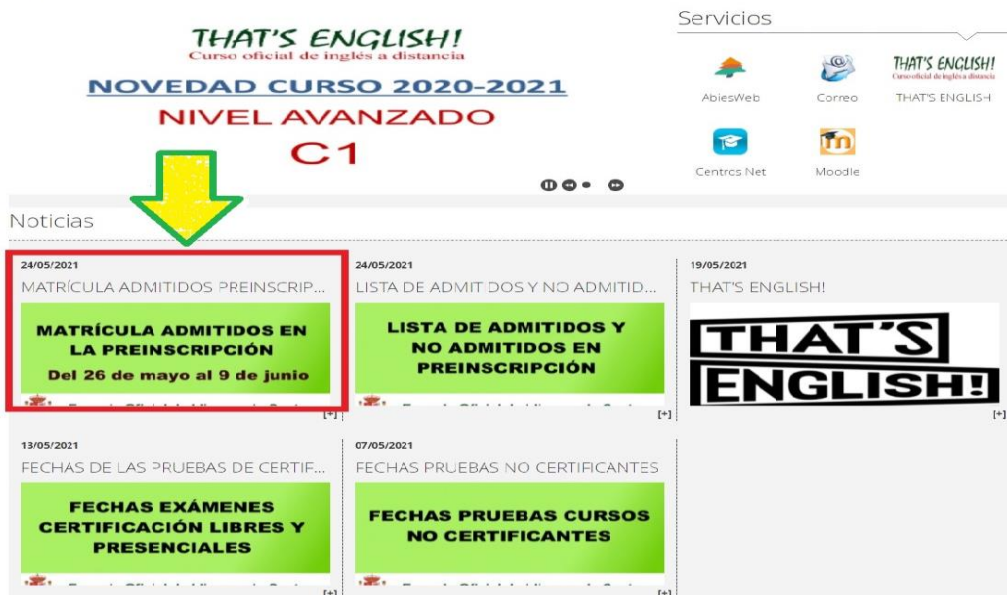 THAT'S ENGLISH!
Curso oficial de inglés a distancia
NOVEDAD CURSO 2020-2021
NIVEL AVANZADO
C1
Servicios
AbiesWeb
Correo
THAT'S ENGLISH!
Curso oficial de inglés a distancia
THAT'S ENGLISH
Centros Net
Moodle
Noticias
24/05/2021
MATRÍCULA ADMITIDOS PREINSCRIP...
MATRÍCULA ADMITIDOS EN
LA PREINSCRIPCIÓN
Del 26 de mayo al 9 de junio
[+]
24/05/2021
LISTA DE ADMITIDOS Y NO ADMITID...
LISTA DE ADMITIDOS Y
NO ADMITIDOS EN
PREINSCRIPCIÓN
[+]
19/05/2021
THAT'S ENGLISH!
THAT'S
ENGLISH!
[+]
13/05/2021
FECHAS DE LAS PRUEBAS DE CERTIF...
FECHAS EXÁMENES
CERTIFICACIÓN LIBRES Y
PRESENCIALES
[+]
07/05/2021
FECHAS PRUEBAS NO CERTIFICANTES
FECHAS PRUEBAS CURSOS
NO CERTIFICANTES
[+]